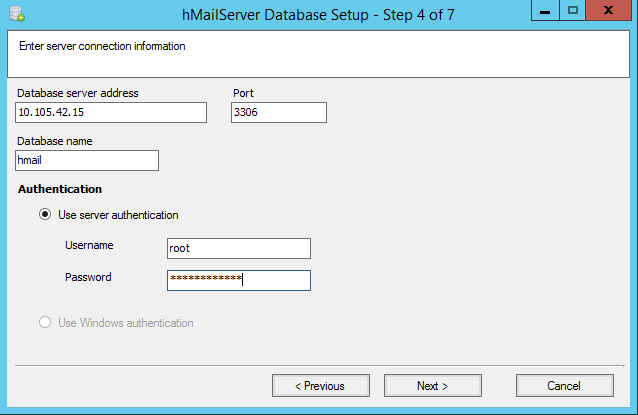 hMailServer Database Setup - Step 4 of 7
Enter server connection information
Database server address Port
10.105.42.15 3306
Database name
hmail
Authentication
Use server authentication
Username root
Password ************
Use Windows authentication
< Previous Next > Cancel